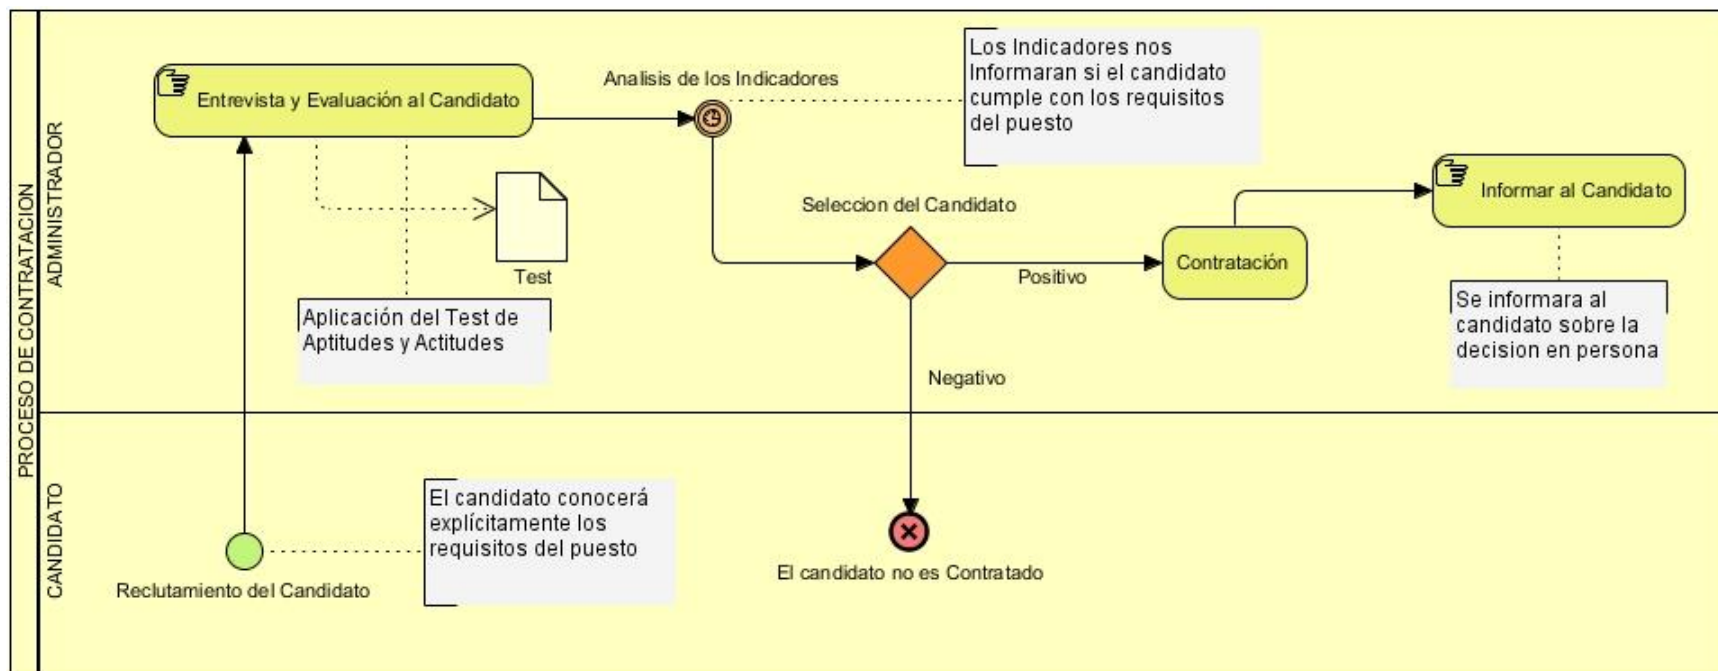 PROCESO DE CONTRATACION
ADMINISTRADOR
Entrevista y Evaluación al Candidato
Analisis de los Indicadores
Los Indicadores nos
Informaran si el candidato
cumple con los requisitos
del puesto
Test
Aplicación del Test de
Aptitudes y Actitudes
Seleccion del Candidato
Positivo
Negativo
Contratación
Informar al Candidato
Se informara al
candidato sobre la
decision en persona
CANDIDATO
Reclutamiento del Candidato
El candidato conocerá
explícitamente los
requisitos del puesto
El candidato no es Contratado